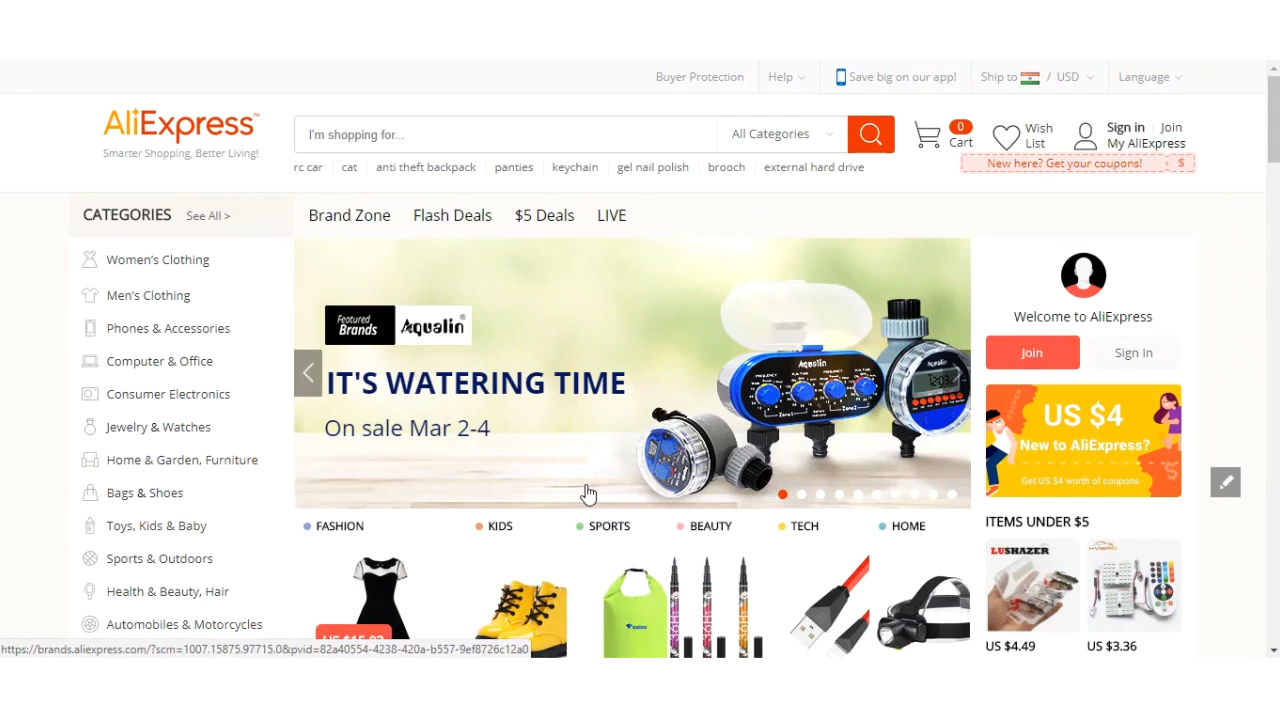 Buyer Protection
Help
Save big on our app!
Ship to / USD
Language
AliExpress™
Smarter Shopping, Better Living!
I'm shopping for...
All Categories
0
Cart
Wish
List
Sign in
Join
My AliExpress
New here? Get your coupons!
$
rc car
cat
anti theft backpack
panties
keychain
gel nail polish
brooch
external hard drive
CATEGORIES
See All >
Brand Zone
Flash Deals
$5 Deals
LIVE
Women's Clothing
Men's Clothing
Phones & Accessories
Computer & Office
Consumer Electronics
Jewelry & Watches
Home & Garden, Furniture
Bags & Shoes
Toys, Kids & Baby
Sports & Outdoors
Health & Beauty, Hair
Automobiles & Motorcycles
Featured
Brands
Aqualin®
IT'S WATERING TIME
On sale Mar 2-4
Aqualin
Aqualin
Welcome to AliExpress
Join
Sign In
US $4
New to AliExpress?
Get US $4 worth of coupons
COUPON
ITEMS UNDER $5
LUSHAZER
US $4.49
US $3.36
FASHION
KIDS
SPORTS
BEAUTY
TECH
HOME
https://brands.aliexpress.com/?scm=1007.15875.97715.0&pvid=82a40554-4238-420a-b557-9ef8726c12a0